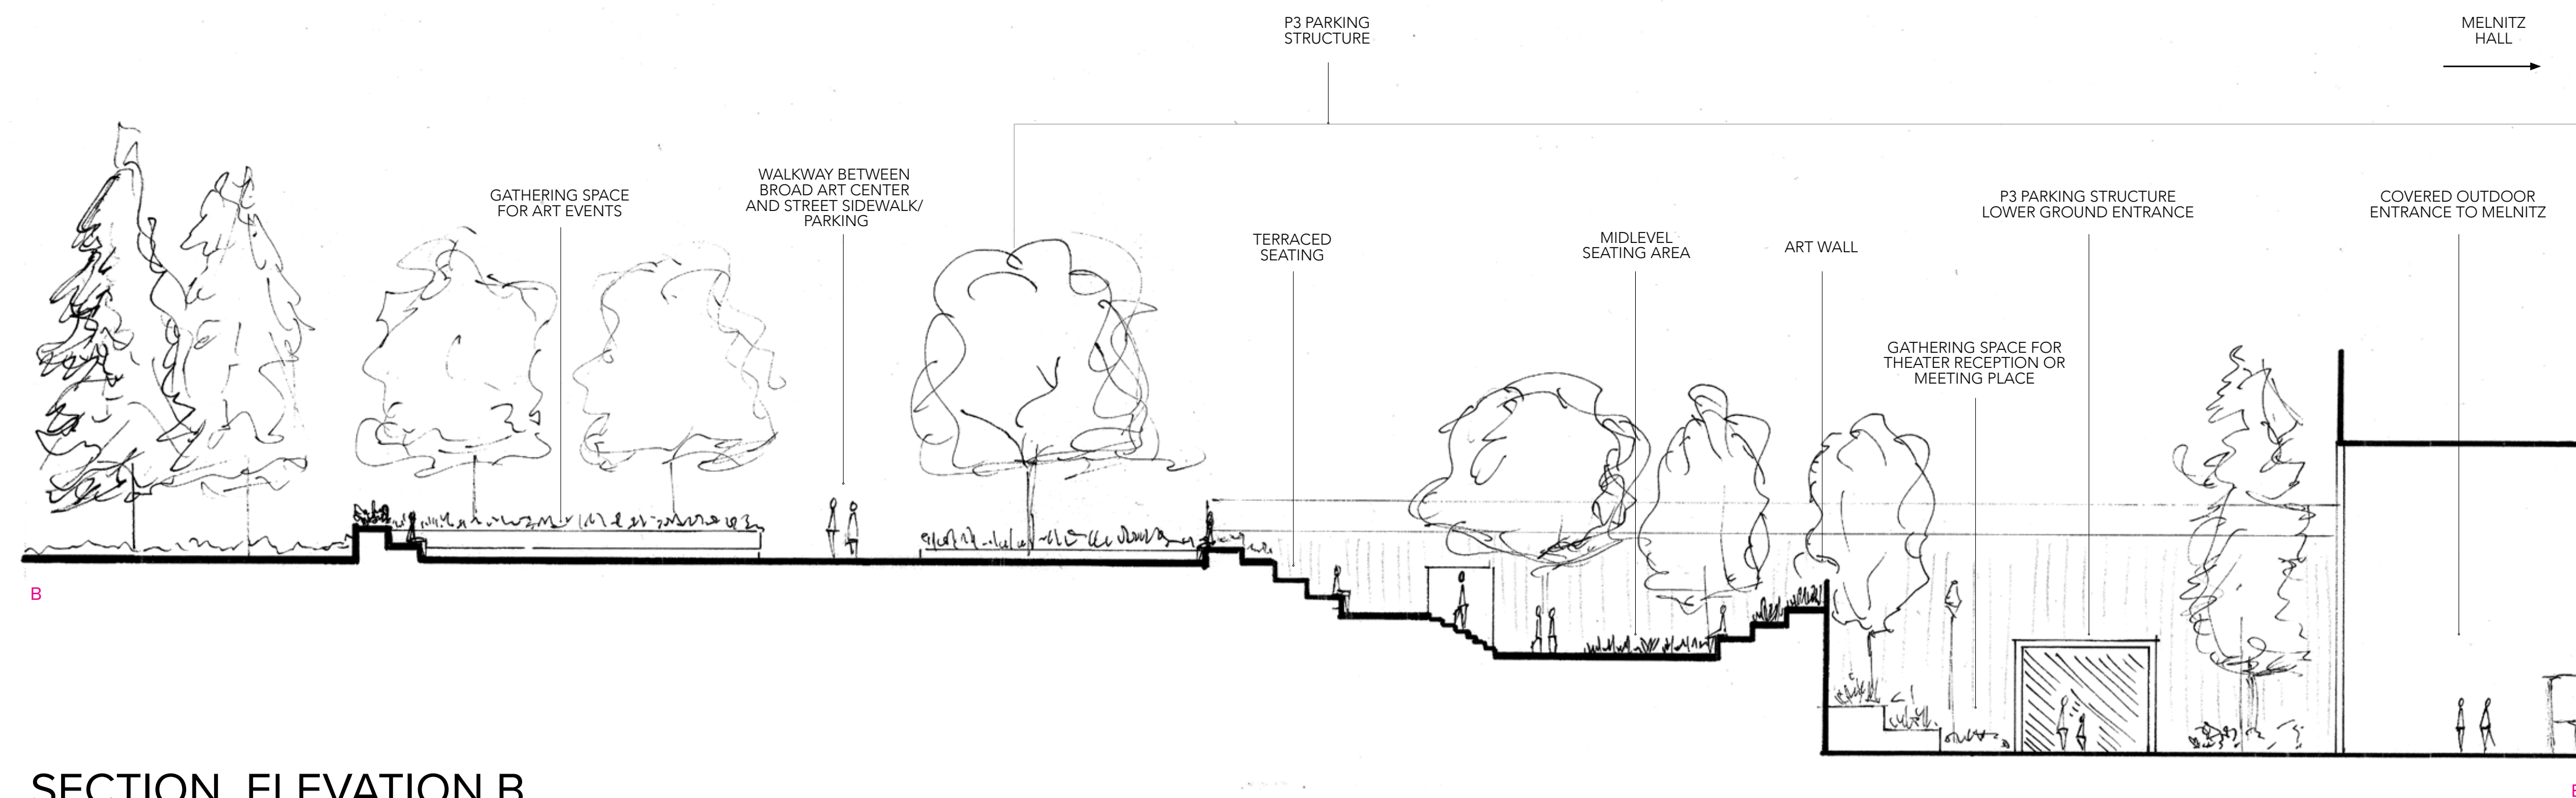 P3 PARKING
STRUCTURE
MELNITZ
HALL
GATHERING SPACE
FOR ART EVENTS
WALKWAY BETWEEN
BROAD ART CENTER
AND STREET SIDEWALK/
PARKING
TERRACED
SEATING
MIDLEVEL
SEATING AREA
ART WALL
GATHERING SPACE FOR
THEATER RECEPTION OR
MEETING PLACE
P3 PARKING STRUCTURE
LOWER GROUND ENTRANCE
COVERED OUTDOOR
ENTRANCE TO MELNITZ
B
SECTION ELEVATION B